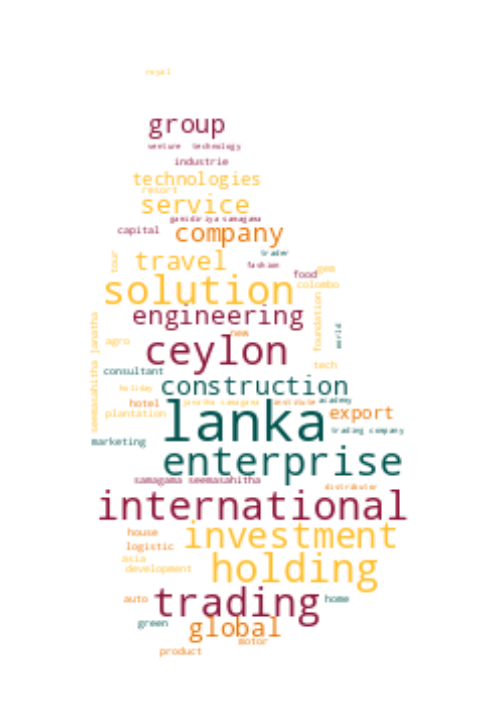 royal
group
venture technology
industrie
technologies
resort
service
gamidiriya samagama
capital company
trader
tour travel fashion
food gem
solution colombo
engineering foundation
new world
agro ceylon
seemasahitha janatha
tech
consultant
construction
holiday
hotel janatha samagama institute academy
plantation lanka export
trading company
marketing
enterprise
samagama seemasahitha
distributor
international
house investment
logistic
asia
development holding
auto trading home
green global
motor
product